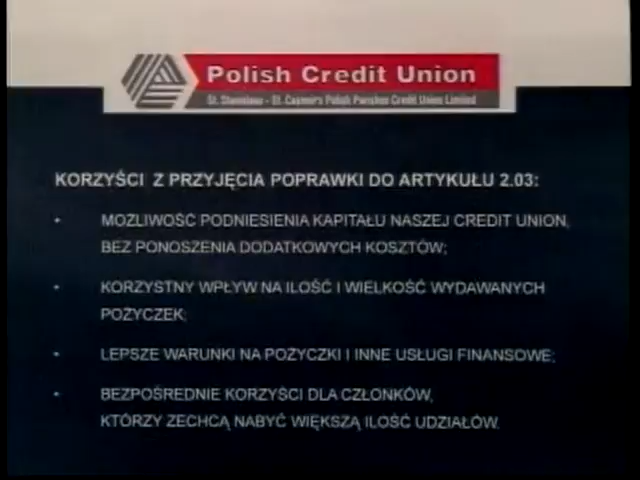 Polish Credit Union
St. Stanislaus - St. Casimir's Polish Parishes Credit Union Limited
KORZYŚCI Z PRZYJĘCIA POPRAWKI DO ARTYKUŁU 2.03:
• MOŻLIWOŚĆ PODNIESIENIA KAPITAŁU NASZEJ CREDIT UNION,
BEZ PONOSZENIA DODATKOWYCH KOSZTÓW;
• KORZYSTNY WPŁYW NA ILOŚĆ I WIELKOŚĆ WYDAWANYCH
POŻYCZEK;
• LEPSZE WARUNKI NA POŻYCZKI I INNE USŁUGI FINANSOWE;
• BEZPOŚREDNIE KORZYŚCI DLA CZŁONKÓW,
KTÓRZY ZECHCĄ NABYĆ WIĘKSZĄ ILOŚĆ UDZIAŁÓW.